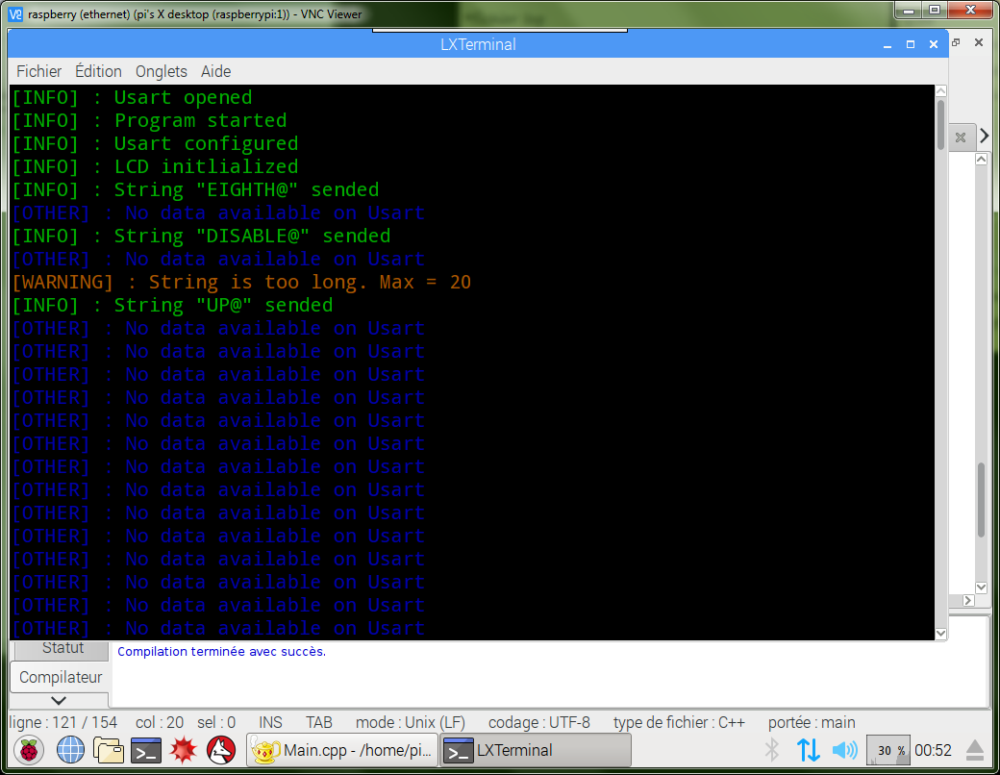 raspberry (ethernet) (pi's X desktop (raspberrypi:1)) - VNC Viewer
LXTerminal
Fichier Édition Onglets Aide
[INFO] : Usart opened
[INFO] : Program started
[INFO] : Usart configured
[INFO] : LCD initlialized
[INFO] : String "EIGHTH@" sended
[OTHER] : No data available on Usart
[INFO] : String "DISABLE@" sended
[OTHER] : No data available on Usart
[WARNING] : String is too long. Max = 20
[INFO] : String "UP@" sended
[OTHER] : No data available on Usart
[OTHER] : No data available on Usart
[OTHER] : No data available on Usart
[OTHER] : No data available on Usart
[OTHER] : No data available on Usart
[OTHER] : No data available on Usart
[OTHER] : No data available on Usart
[OTHER] : No data available on Usart
[OTHER] : No data available on Usart
[OTHER] : No data available on Usart
[OTHER] : No data available on Usart
[OTHER] : No data available on Usart
[OTHER] : No data available on Usart
[OTHER] : No data available on Usart
Statut
Compilation terminée avec succès.
Compilateur
ligne : 121 / 154 col : 20 sel : 0 INS TAB mode : Unix (LF) codage : UTF-8 type de fichier : C++ portée : main
Main.cpp - /home/pi... LXTerminal 30 % 00:52